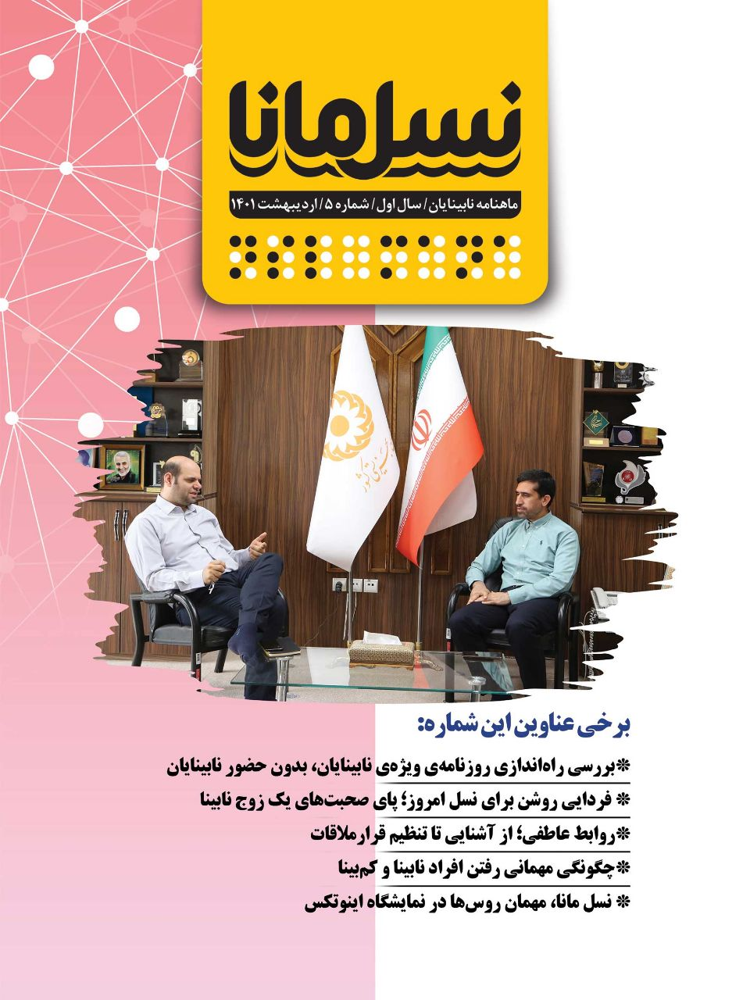 نسل مانا
ماهنامه نابینایان/ سال اول/ شماره ۵/ اردیبهشت ۱۴۰۱
برخی عناوین این شماره:
❊بررسی راه‌اندازی روزنامه‌ی ویژه‌ی نابینایان، بدون حضور نابینایان
❊ فردایی روشن برای نسل امروز؛ پای صحبت‌های یک زوج نابینا
❊روابط عاطفی؛ از آشنایی تا تنظیم قرار ملاقات
❊چگونگی مهمانی رفتن افراد نابینا و کم‌بینا
❊ نسل مانا، مهمان روس‌ها در نمایشگاه اینوتکس